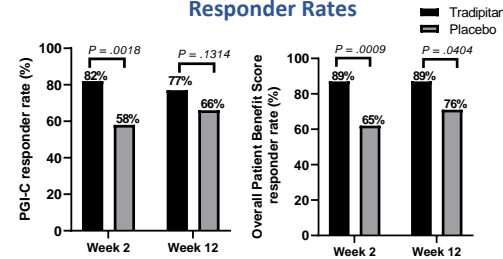 Responder Rates
Tradipitan
Placebo
PGI-C responder rate (%)
100
80
60
40
20
0
P = .0018
82%
58%
P = .1314
77%
66%
Week 2
Week 12
Overall Patient Benefit Score
responder rate (%)
100
80
60
40
20
0
P = .0009
89%
65%
P = .0404
89%
76%
Week 2
Week 12